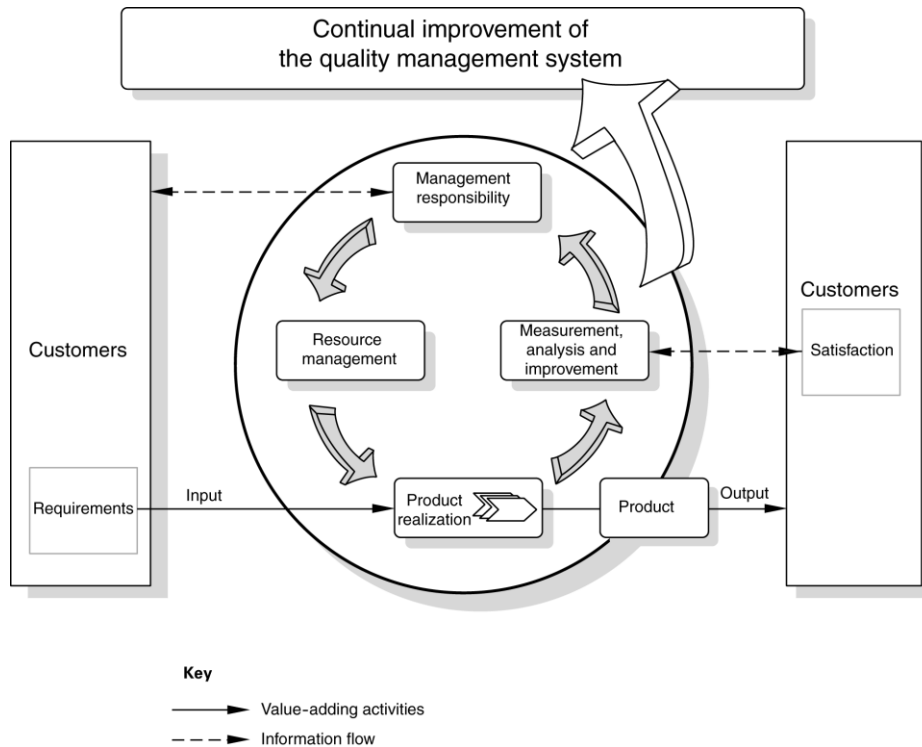 Continual improvement of
the quality management system
Management
responsibility
Customers
Resource
management
Measurement,
analysis and
improvement
Customers
Satisfaction
Requirements
Input
Product
realization
Product
Output
Key
Value-adding activities
Information flow